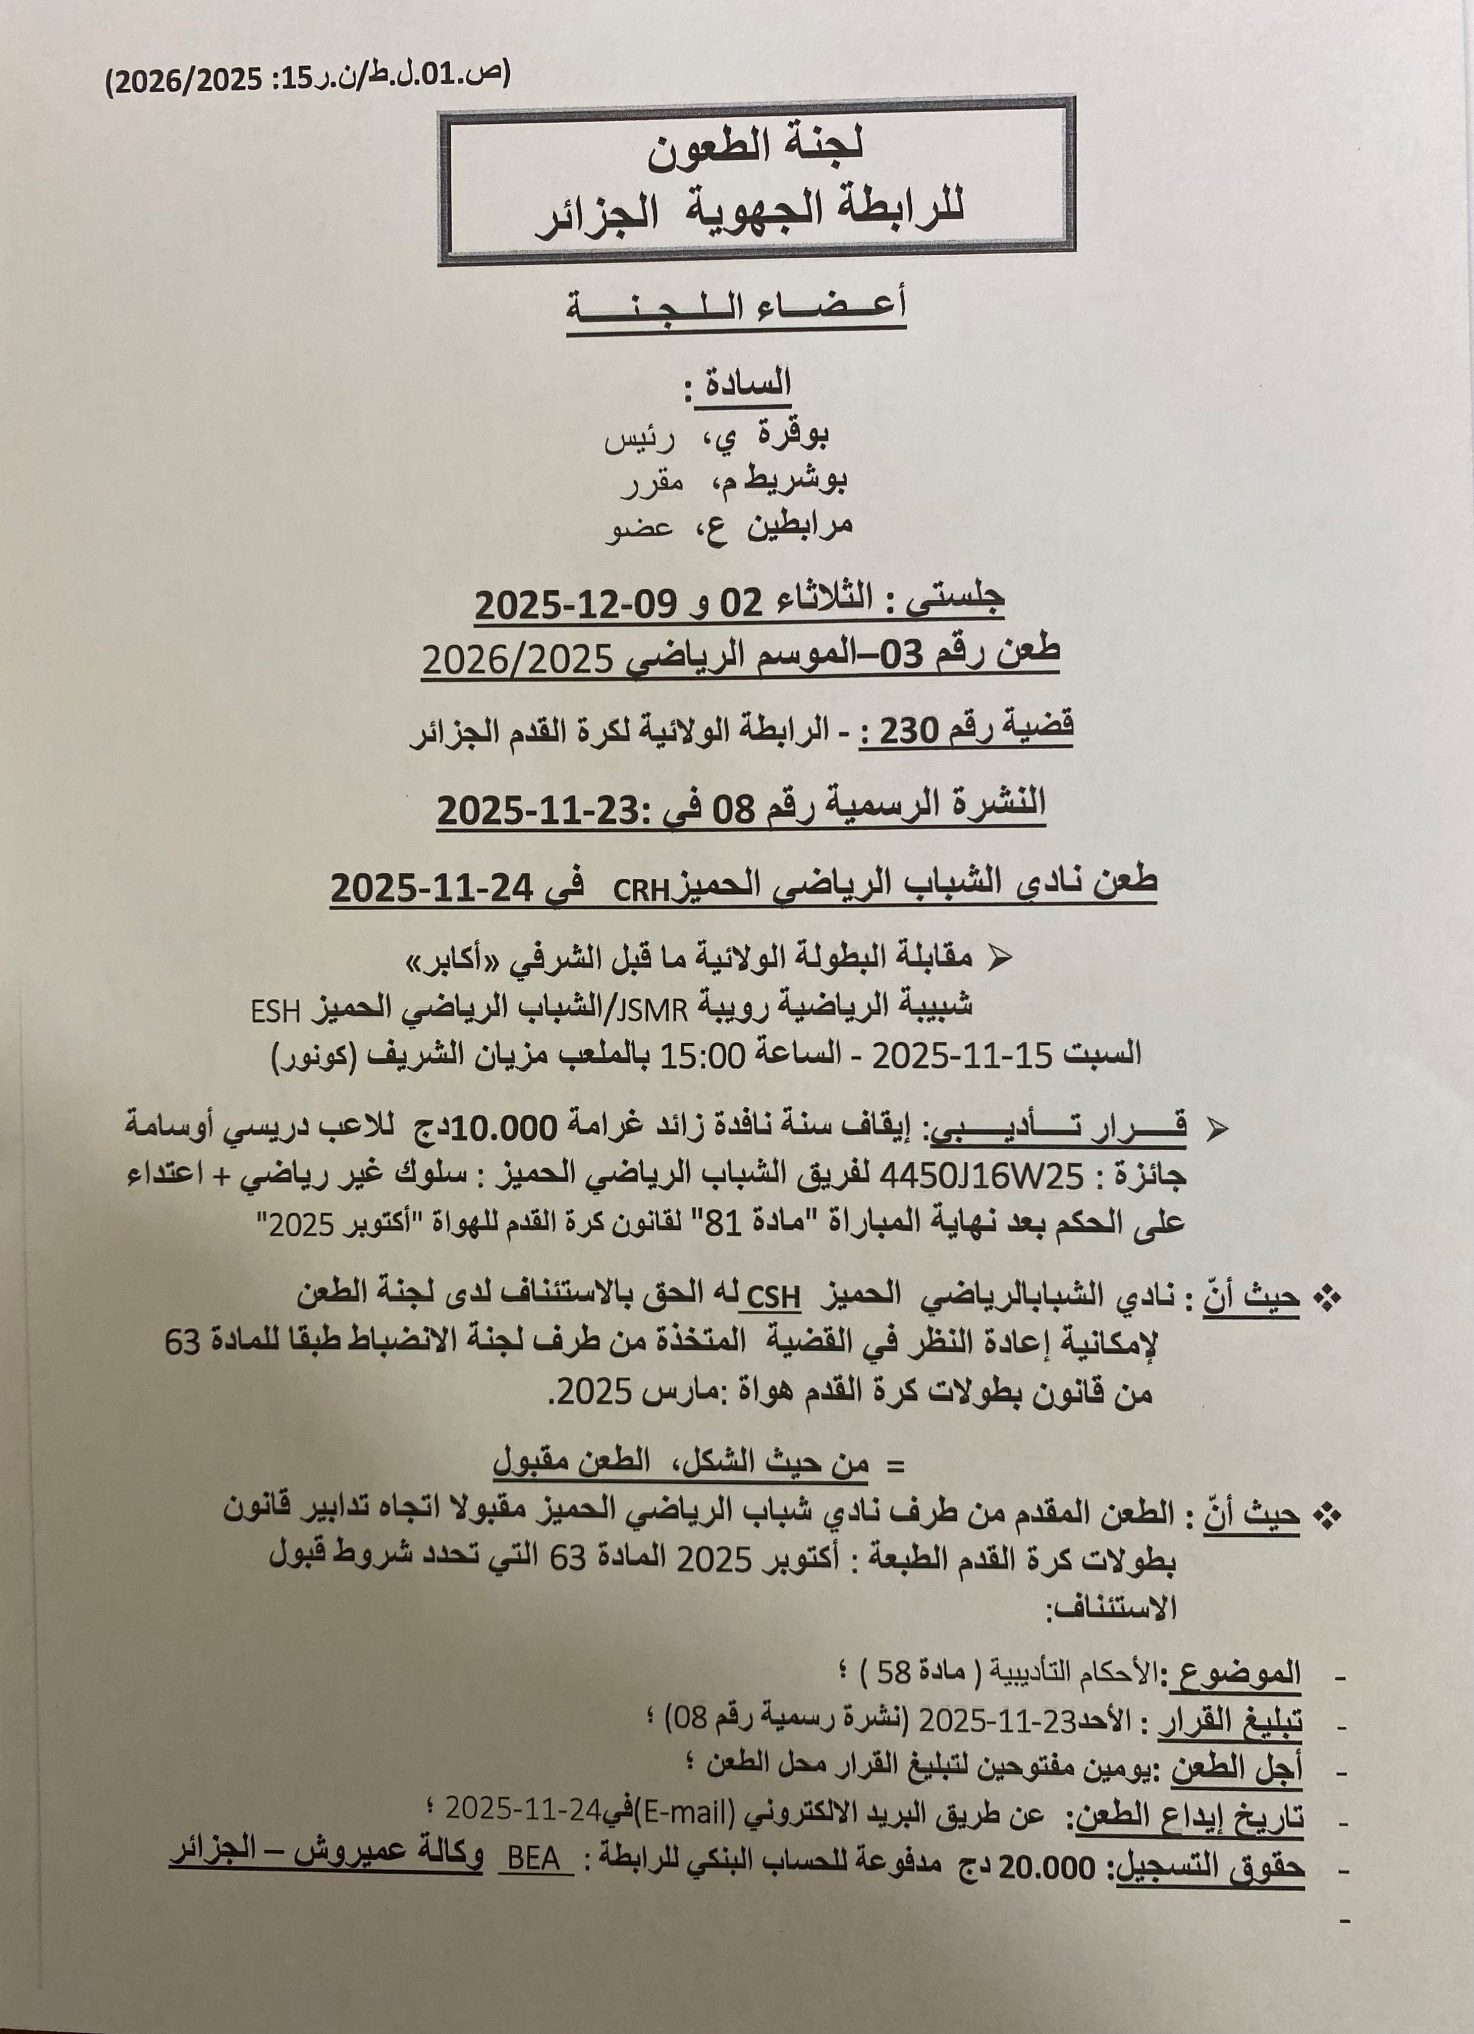 (ص.01.ل.ط/ن.ر15: 2026/2025)
لجنة الطعون
للرابطة الجهوية الجزائر
أعـضـاء اللـجـنـة
السادة :
بوقرة ي، رئيس
بوشريط م، مقرر
مرابطين ع، عضو
جلستي : الثلاثاء 02 و 09-12-2025
طعن رقم 03–الموسم الرياضي 2026/2025
قضية رقم 230 : - الرابطة الولائية لكرة القدم الجزائر
النشرة الرسمية رقم 08 في :23-11-2025
طعن نادي الشباب الرياضي الحميزCRH في 24-11-2025
➢ مقابلة البطولة الولائية ما قبل الشرفي «أكابر»
شبيبة الرياضية رويبة JSMR/الشباب الرياضي الحميز ESH
السبت 15-11-2025 - الساعة 15:00 بالملعب مزيان الشريف (كونور)
➢ قـــرار تـــأديـــبي: إيقاف سنة نافدة زائد غرامة 10.000دج للاعب دريسي أوسامة
جائزة : 4450J16W25 لفريق الشباب الرياضي الحميز : سلوك غير رياضي + اعتداء
على الحكم بعد نهاية المباراة "مادة 81" لقانون كرة القدم للهواة "أكتوبر 2025"
❖ حيث أنّ : نادي الشبابالرياضي الحميز CSH له الحق بالاستئناف لدى لجنة الطعن
لإمكانية إعادة النظر في القضية المتخذة من طرف لجنة الانضباط طبقا للمادة 63
من قانون بطولات كرة القدم هواة :مارس 2025.
= من حيث الشكل، الطعن مقبول
❖ حيث أنّ : الطعن المقدم من طرف نادي شباب الرياضي الحميز مقبولا اتجاه تدابير قانون
بطولات كرة القدم الطبعة : أكتوبر 2025 المادة 63 التي تحدد شروط قبول
الاستئناف:
- الموضوع :الأحكام التأديبية ( مادة 58 ) ؛
- تبليغ القرار : الأحد23-11-2025 (نشرة رسمية رقم 08) ؛
- أجل الطعن :يومين مفتوحين لتبليغ القرار محل الطعن ؛
- تاريخ إيداع الطعن: عن طريق البريد الالكتروني (E-mail)في24-11-2025 ؛
- حقوق التسجيل: 20.000 دج مدفوعة للحساب البنكي للرابطة : BEA وكالة عميروش – الجزائر
-